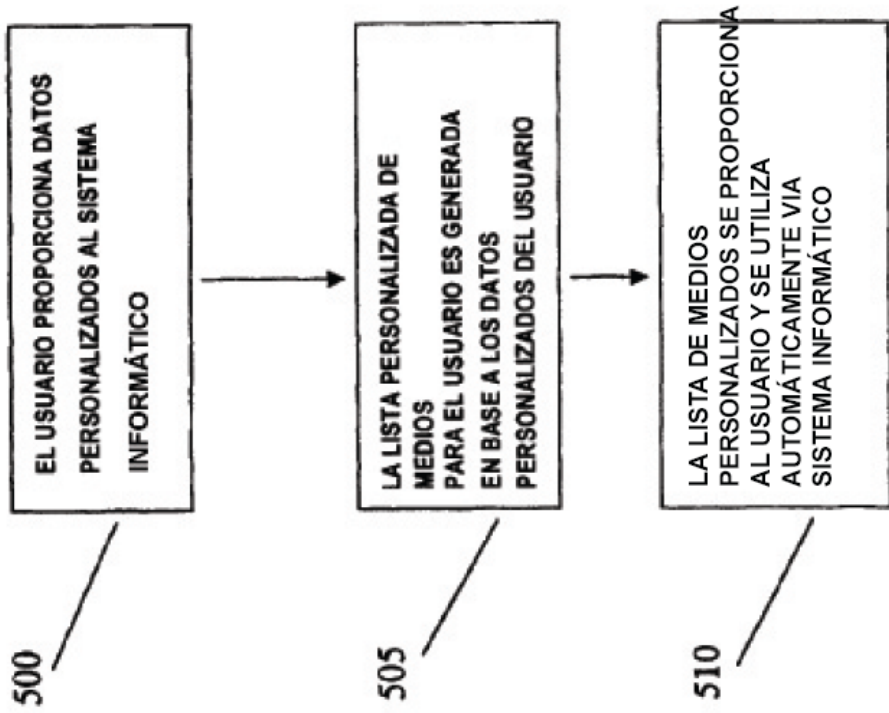 500
EL USUARIO PROPORCIONA DATOS
PERSONALIZADOS AL SISTEMA
INFORMÁTICO
505
LA LISTA PERSONALIZADA DE
MEDIOS
PARA EL USUARIO ES GENERADA
EN BASE A LOS DATOS
PERSONALIZADOS DEL USUARIO
510
LA LISTA DE MEDIOS
PERSONALIZADOS SE PROPORCIONA
AL USUARIO Y SE UTILIZA
AUTOMÁTICAMENTE VIA
SISTEMA INFORMÁTICO